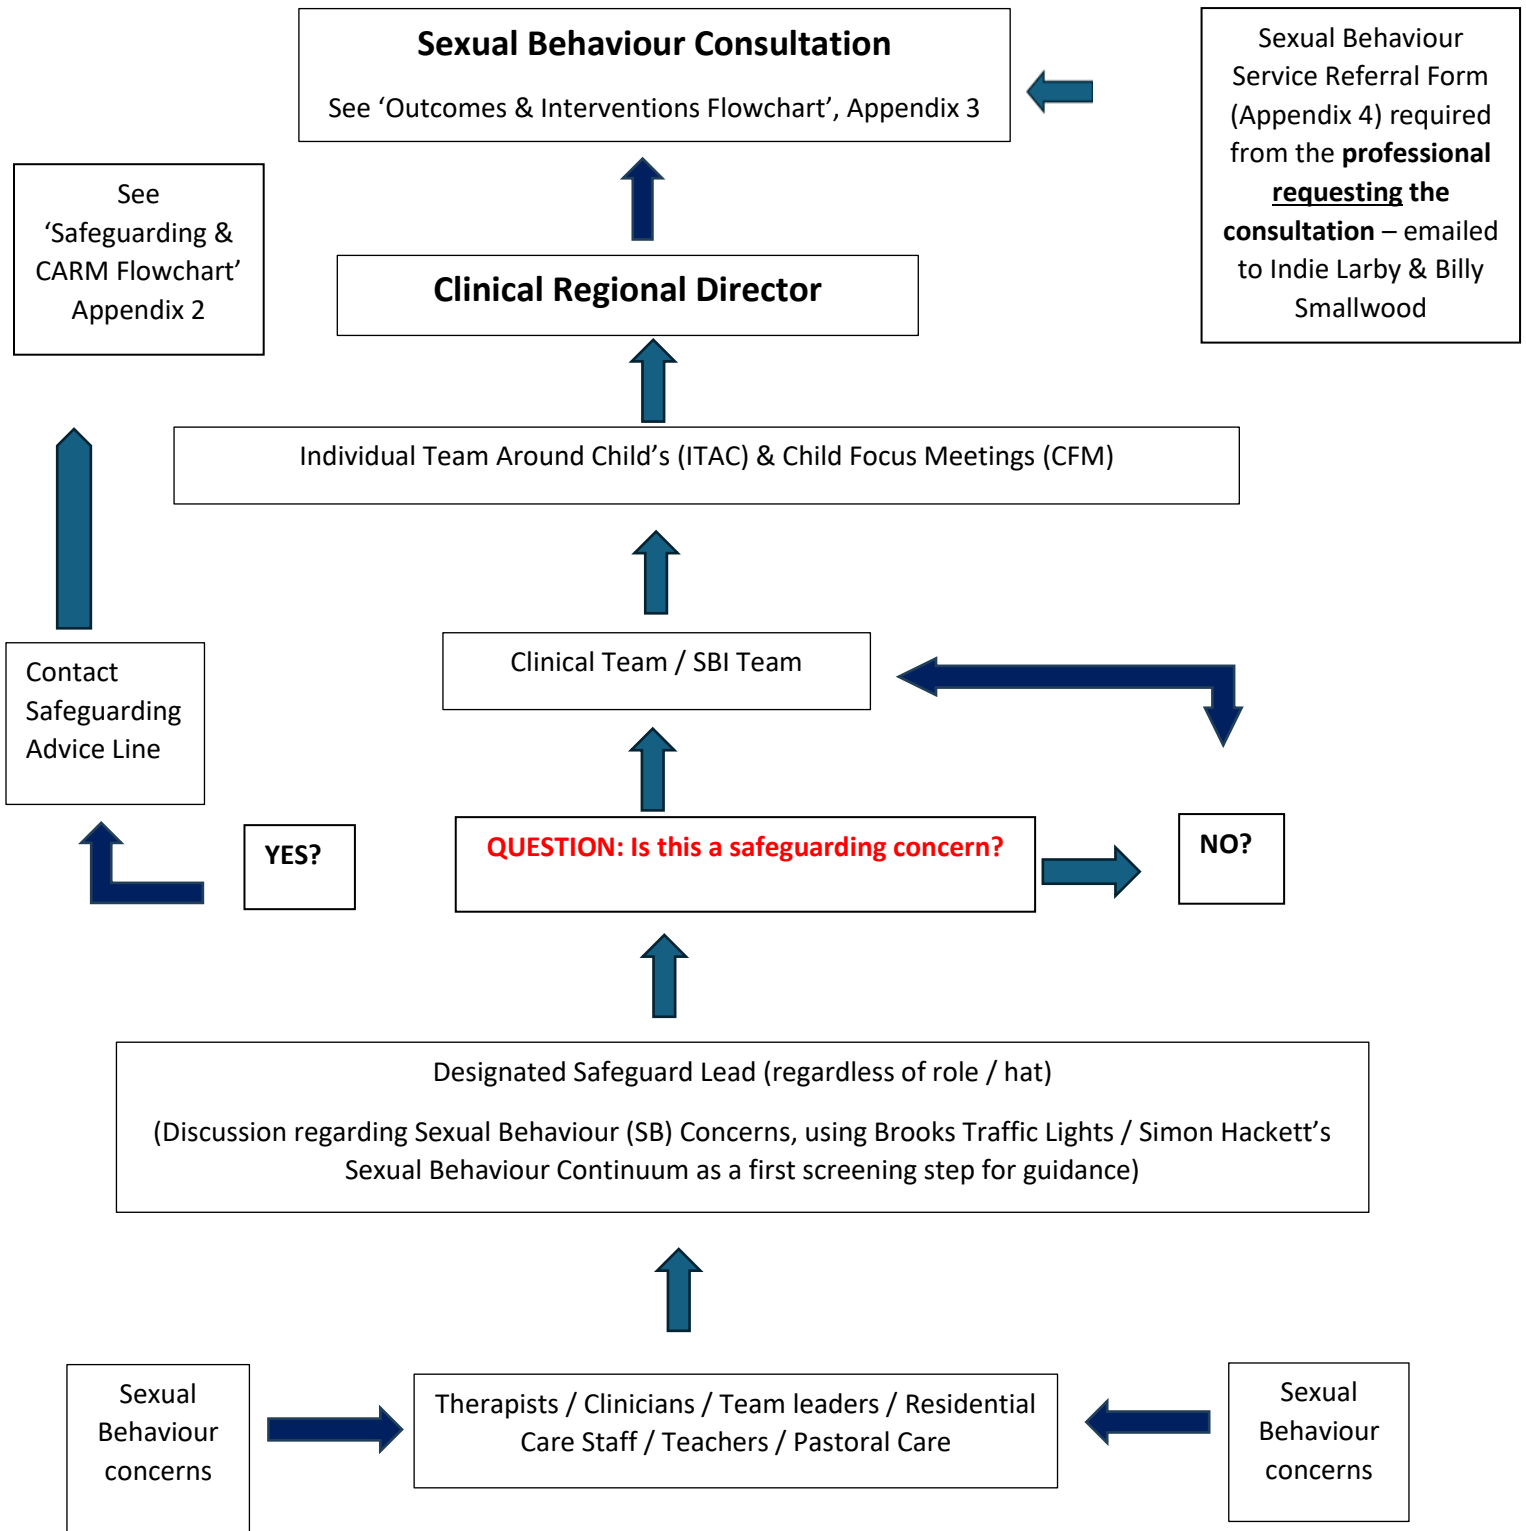 Sexual Behaviour Consultation
See ‘Outcomes & Interventions Flowchart’, Appendix 3
Sexual Behaviour
Service Referral Form
(Appendix 4) required
from the professional
requesting the
consultation – emailed
to Indie Larby & Billy
Smallwood
See
‘Safeguarding &
CARM Flowchart’
Appendix 2
Clinical Regional Director
Individual Team Around Child’s (ITAC) & Child Focus Meetings (CFM)
Contact
Safeguarding
Advice Line
Clinical Team / SBI Team
YES?
QUESTION: Is this a safeguarding concern?
NO?
Designated Safeguard Lead (regardless of role / hat)
(Discussion regarding Sexual Behaviour (SB) Concerns, using Brooks Traffic Lights / Simon Hackett’s
Sexual Behaviour Continuum as a first screening step for guidance)
Sexual
Behaviour
concerns
Therapists / Clinicians / Team leaders / Residential
Care Staff / Teachers / Pastoral Care
Sexual
Behaviour
concerns